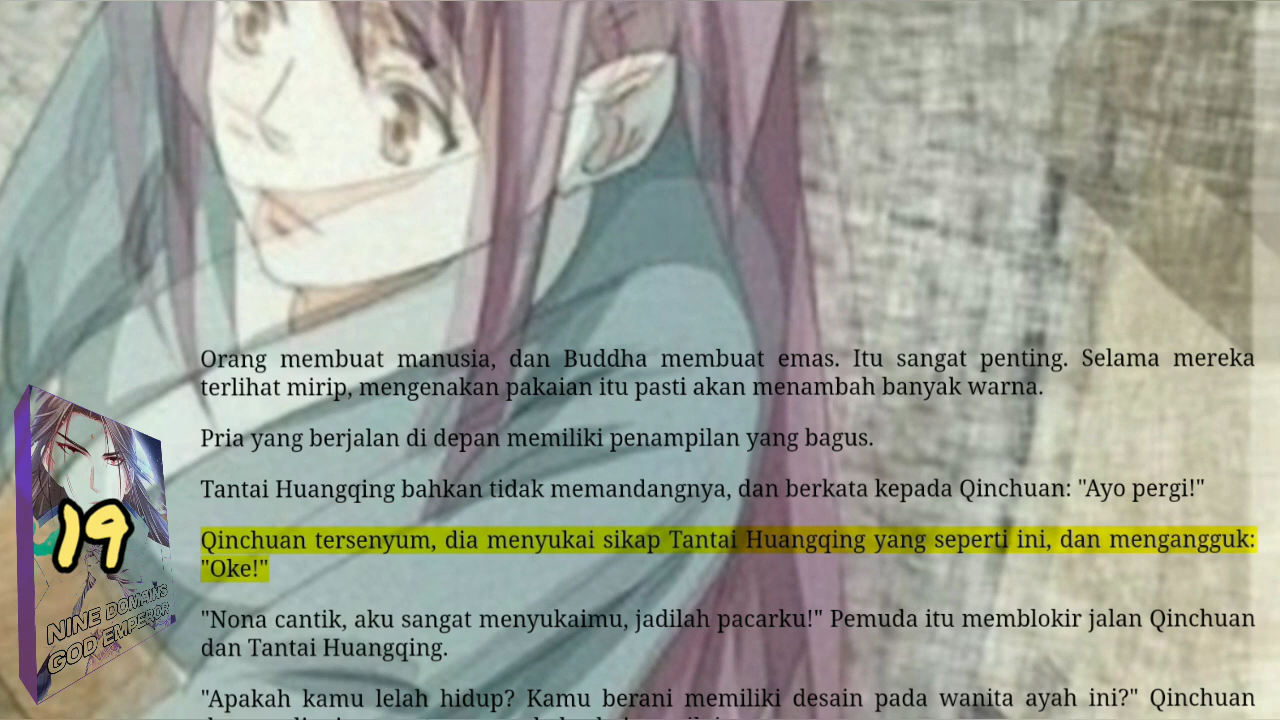 Orang membuat manusia, dan Buddha membuat emas. Itu sangat penting. Selama mereka
terlihat mirip, mengenakan pakaian itu pasti akan menambah banyak warna.
Pria yang berjalan di depan memiliki penampilan yang bagus.
Tantai Huangqing bahkan tidak memandangnya, dan berkata kepada Qinchuan: "Ayo pergi!"
Qinchuan tersenyum, dia menyukai sikap Tantai Huangqing yang seperti ini, dan mengangguk:
"Oke!"
"Nona cantik, aku sangat menyukaimu, jadilah pacarku!" Pemuda itu memblokir jalan Qinchuan
dan Tantai Huangqing.
"Apakah kamu lelah hidup? Kamu berani memiliki desain pada wanita ayah ini?" Qinchuan
19
NINE DOMAINS
GOD EMPEROR